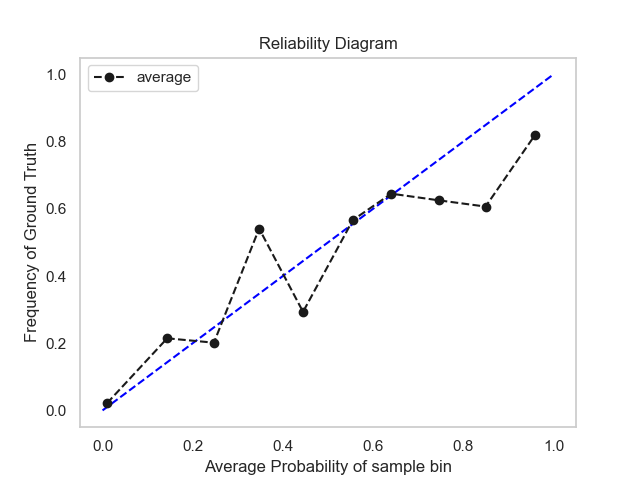 Reliability Diagram
average
Frequency of Ground Truth
1.0
0.8
0.6
0.4
0.2
0.0
0.0 0.2 0.4 0.6 0.8 1.0
Average Probability of sample bin